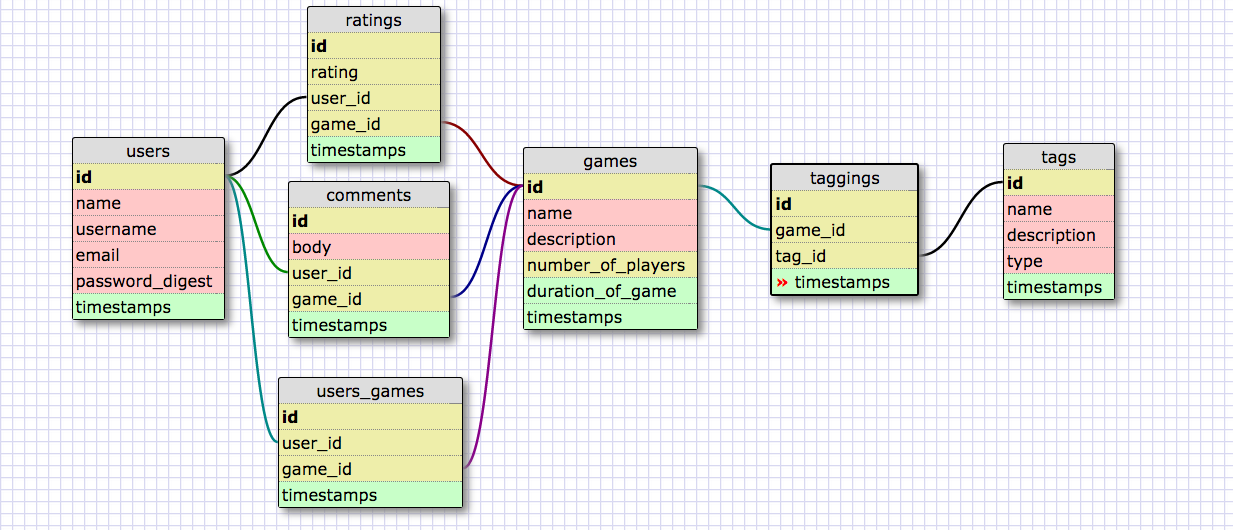 ratings
id
rating
user_id
game_id
timestamps
users
id
name
username
email
password_digest
timestamps
comments
id
body
user_id
game_id
timestamps
users_games
id
user_id
game_id
timestamps
games
id
name
description
number_of_players
duration_of_game
timestamps
taggings
id
game_id
tag_id
» timestamps
tags
id
name
description
type
timestamps